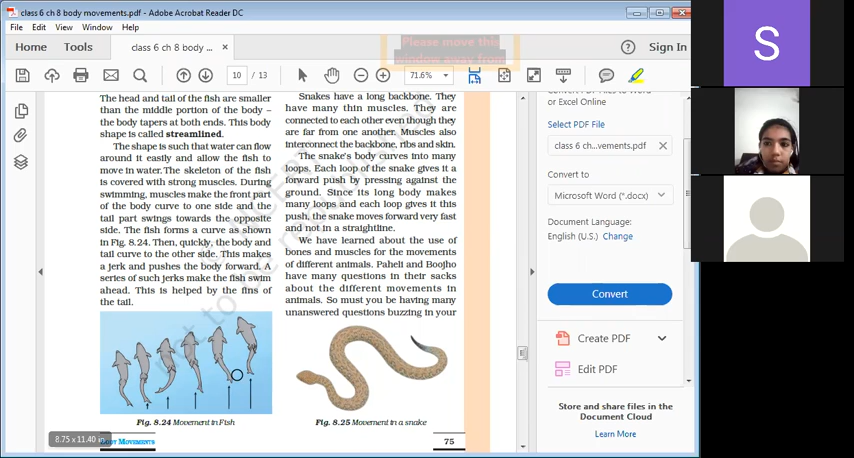 class 6 ch 8 body movements.pdf - Adobe Acrobat Reader DC
File Edit View Window Help
Home Tools class 6 ch 8 body ... × Sign In
Please move this
window away from
10 / 13 71.6%
The head and tail of the fish are smaller
than the middle portion of the body –
the body tapers at both ends. This body
shape is called streamlined.
The shape is such that water can flow
around it easily and allow the fish to
move in water. The skeleton of the fish
is covered with strong muscles. During
swimming, muscles make the front part
of the body curve to one side and the
tail part swings towards the opposite
side. The fish forms a curve as shown
in Fig. 8.24. Then, quickly, the body and
tail curve to the other side. This makes
a jerk and pushes the body forward. A
series of such jerks make the fish swim
ahead. This is helped by the fins of
the tail.
Fig. 8.24 Movement in Fish
Snakes have a long backbone. They
have many thin muscles. They are
connected to each other even though they
are far from one another. Muscles also
interconnect the backbone, ribs and skin.
The snake's body curves into many
loops. Each loop of the snake gives it a
forward push by pressing against the
ground. Since its long body makes
many loops and each loop gives it this
push, the snake moves forward very fast
and not in a straightline.
We have learned about the use of
bones and muscles for the movements
of different animals. Paheli and Boojho
have many questions in their sacks
about the different movements in
animals. So must you be having many
unanswered questions buzzing in your
Fig. 8.25 Movement in a snake
8.75 x 11.40 in
BODY MOVEMENTS
75
or Excel Online
Select PDF File
class 6 ch...vements.pdf
Convert to
Microsoft Word (*.docx)
Document Language:
English (U.S.) Change
Convert
Create PDF
Edit PDF
Store and share files in the
Document Cloud
Learn More
S